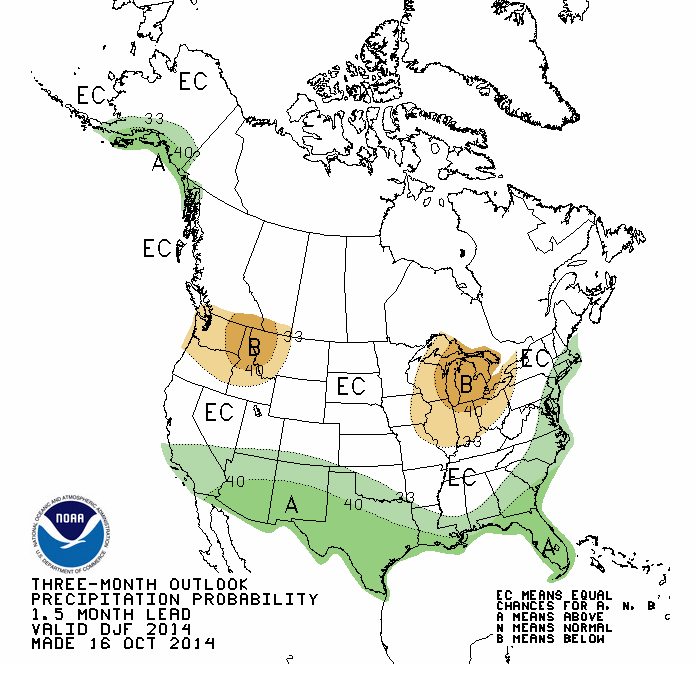 EC
EC
33
40
A
EC
33
B
40
EC
B
EC
40
EC
33
EC
40
A
40
33
A
NOAA
NATIONAL OCEANIC AND ATMOSPHERIC ADMINISTRATION
U.S. DEPARTMENT OF COMMERCE
THREE-MONTH OUTLOOK
PRECIPITATION PROBABILITY
1.5 MONTH LEAD
VALID DJF 2014
MADE 16 OCT 2014
EC MEANS EQUAL
CHANCES FOR A, N, B
A MEANS ABOVE
N MEANS NORMAL
B MEANS BELOW